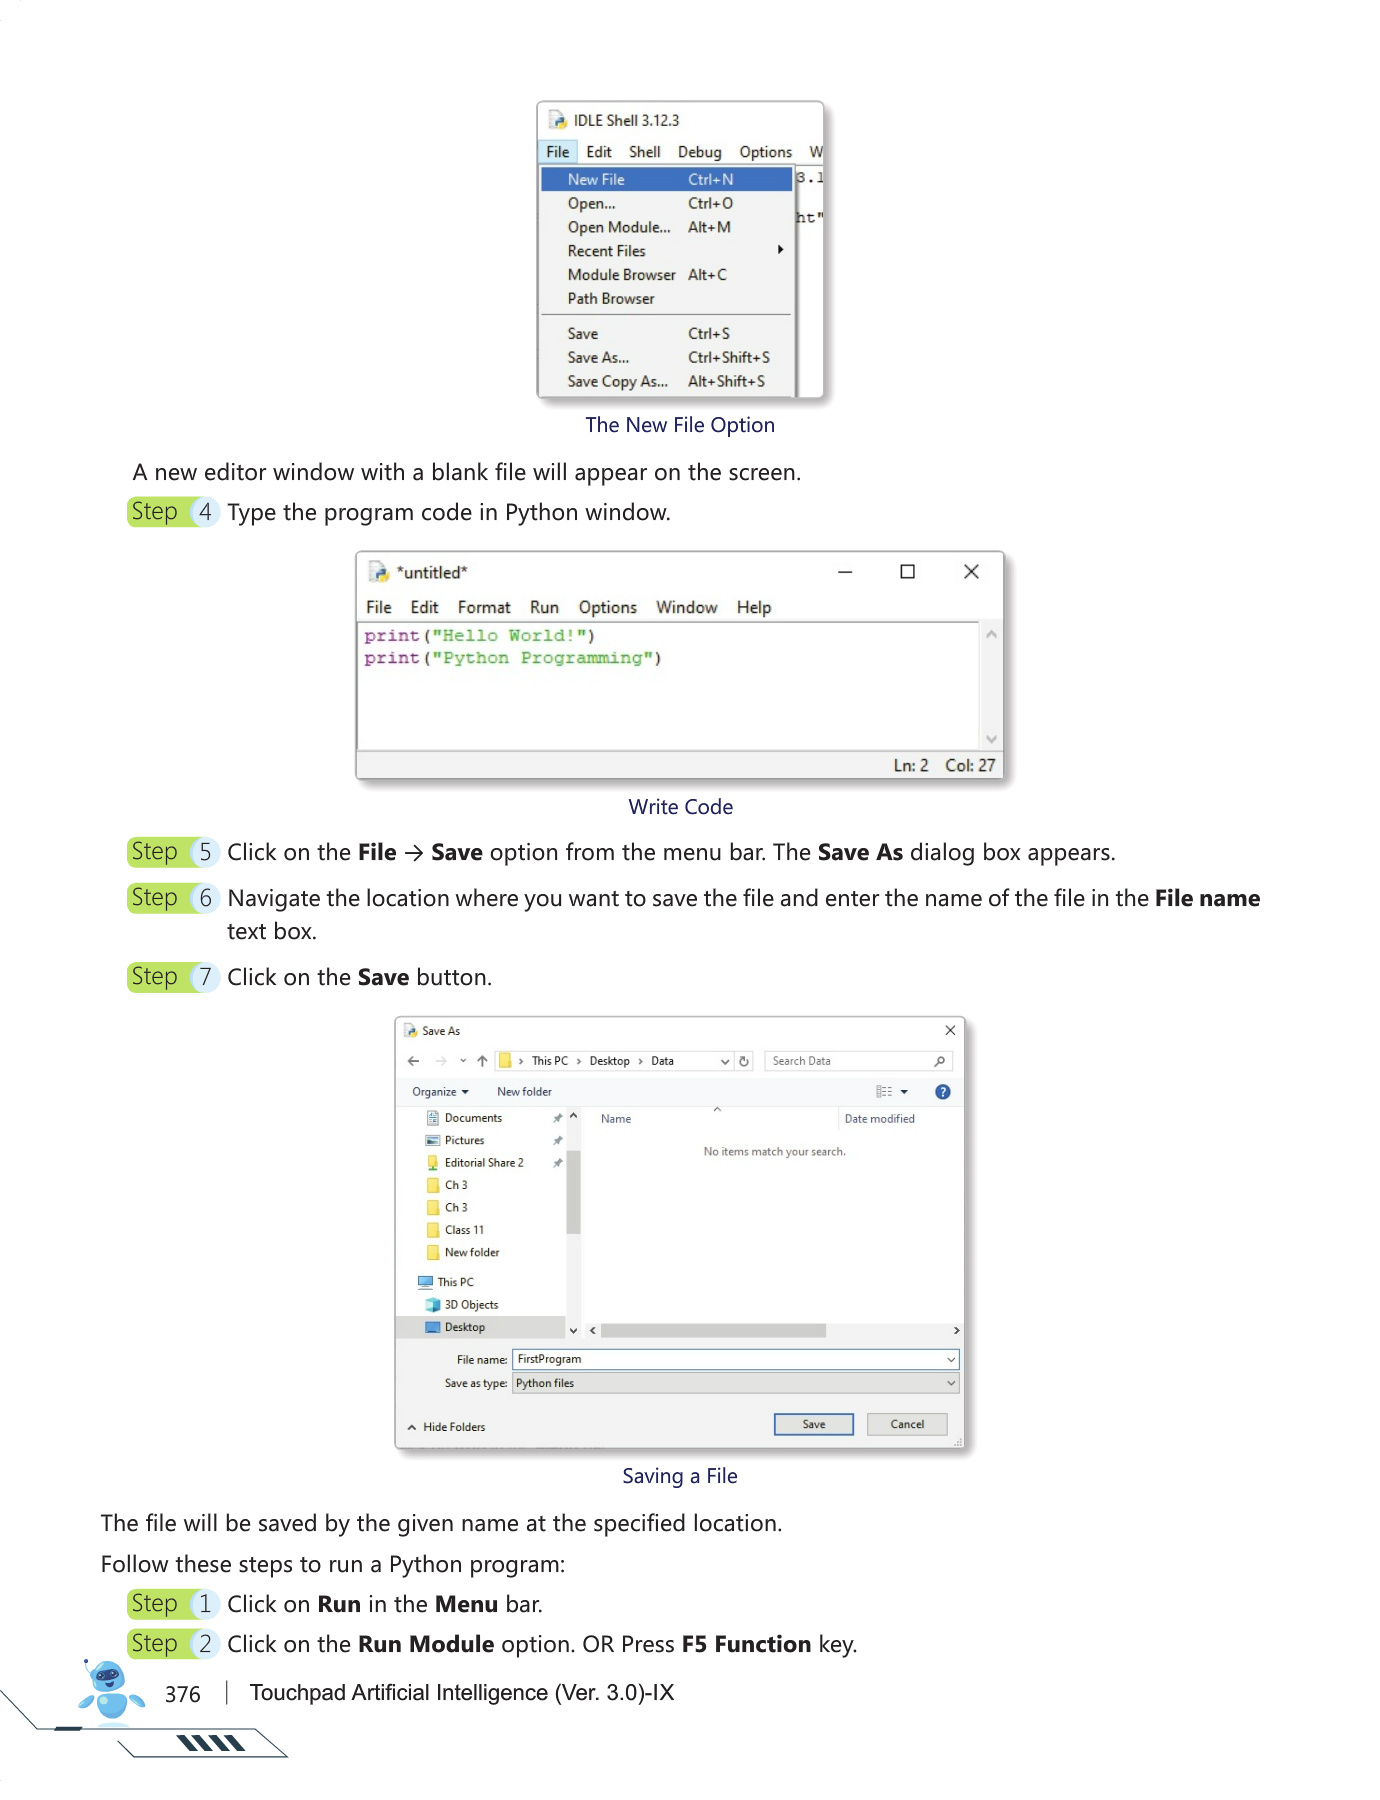 IDLE Shell 3.12.3
File Edit Shell Debug Options W
New File Ctrl+N
Open... Ctrl+O
Open Module... Alt+M
Recent Files
Module Browser Alt+C
Path Browser
Save Ctrl+S
Save As... Ctrl+Shift+S
Save Copy As... Alt+Shift+S
3.1
ht"
The New File Option
A new editor window with a blank file will appear on the screen.
Step 4 Type the program code in Python window.
*untitled*
File Edit Format Run Options Window Help
print("Hello World!")
print("Python Programming")
Ln: 2 Col: 27
Write Code
Step 5 Click on the File → Save option from the menu bar. The Save As dialog box appears.
Step 6 Navigate the location where you want to save the file and enter the name of the file in the File name
text box.
Step 7 Click on the Save button.
Save As
This PC > Desktop > Data
Search Data
Organize New folder
Documents
Pictures
Editorial Share 2
Ch 3
Ch 3
Class 11
New folder
This PC
3D Objects
Desktop
Name Date modified
No items match your search.
File name: FirstProgram
Save as type: Python files
Hide Folders
Save Cancel
Saving a File
The file will be saved by the given name at the specified location.
Follow these steps to run a Python program:
Step 1 Click on Run in the Menu bar.
Step 2 Click on the Run Module option. OR Press F5 Function key.
376 | Touchpad Artificial Intelligence (Ver. 3.0)-IX